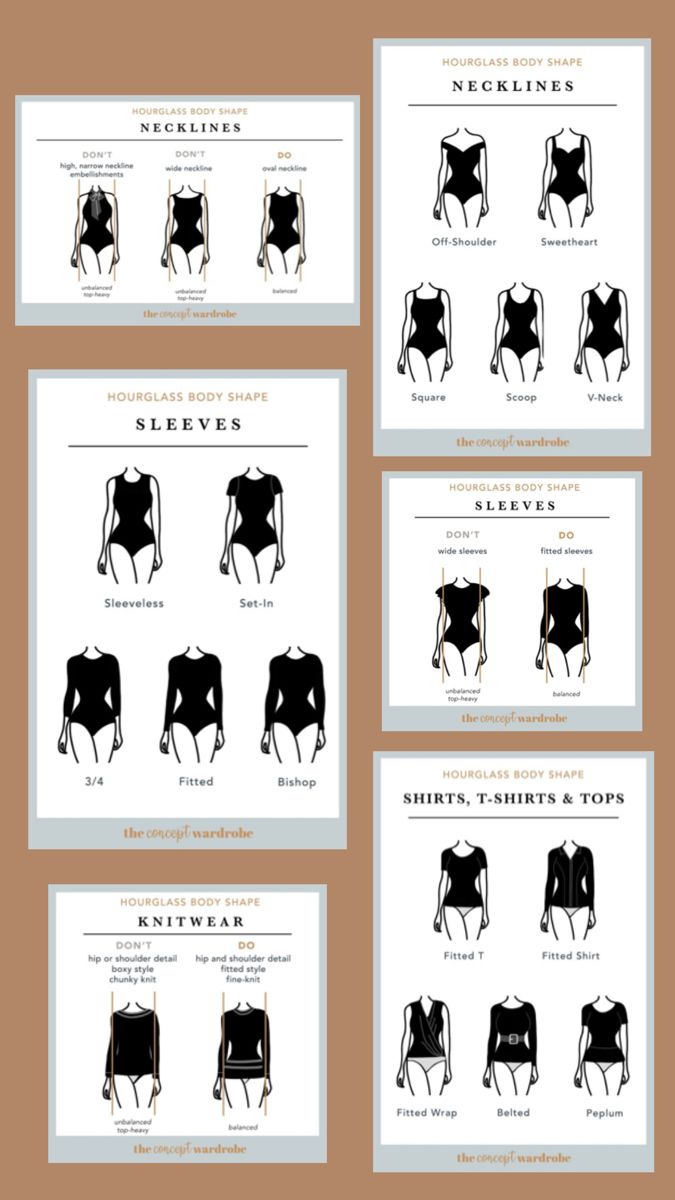 HOURGLASS BODY SHAPE
NECKLINES
DON'T
high, narrow neckline
embellishments
DON'T
wide neckline
DO
oval neckline
unbalanced
top-heavy
unbalanced
top-heavy
balanced
the concept wardrobe
HOURGLASS BODY SHAPE
NECKLINES
Off-Shoulder
Sweetheart
Square
Scoop
V-Neck
the concept wardrobe
HOURGLASS BODY SHAPE
SLEEVES
Sleeveless
Set-In
3/4
Fitted
Bishop
the concept wardrobe
HOURGLASS BODY SHAPE
SLEEVES
DON'T
wide sleeves
DO
fitted sleeves
unbalanced
top-heavy
balanced
the concept wardrobe
HOURGLASS BODY SHAPE
KNITWEAR
DON'T
hip or shoulder detail
boxy style
chunky knit
DO
hip and shoulder detail
fitted style
fine-knit
unbalanced
top-heavy
balanced
the concept wardrobe
HOURGLASS BODY SHAPE
SHIRTS, T-SHIRTS & TOPS
Fitted T
Fitted Shirt
Fitted Wrap
Belted
Peplum
the concept wardrobe